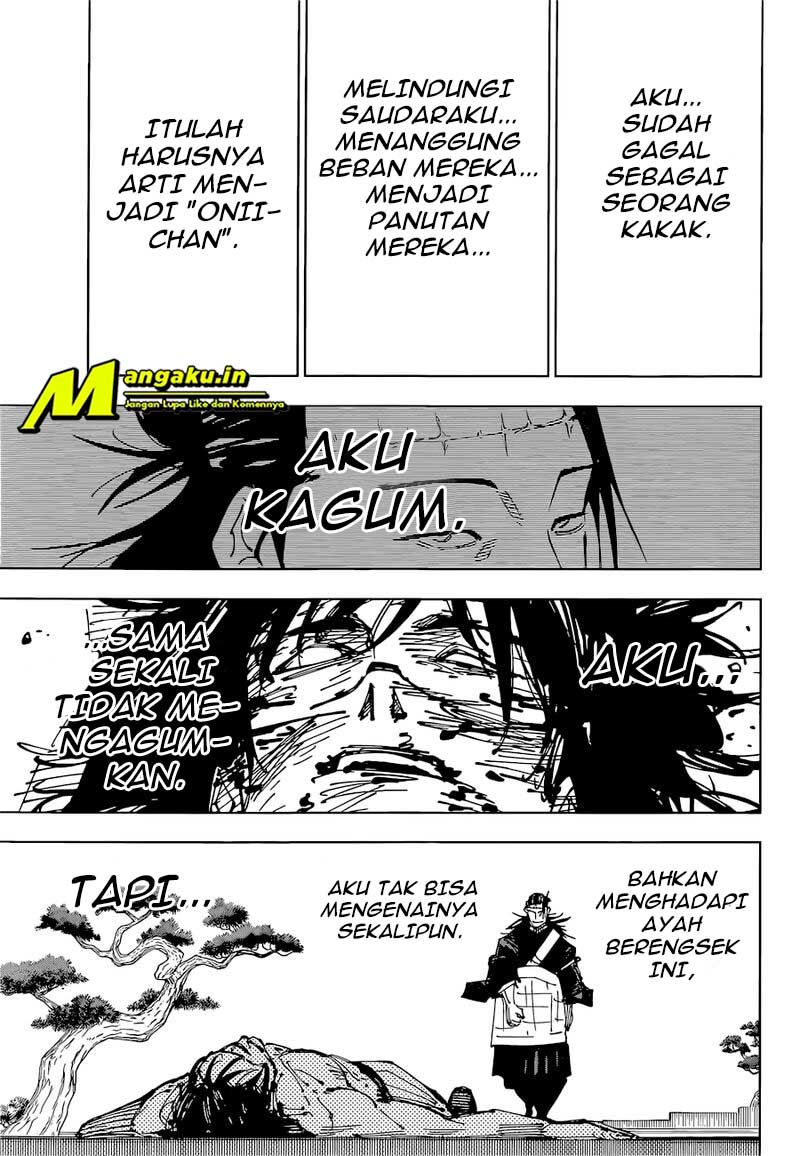 AKU...
SUDAH
GAGAL
SEBAGAI
SEORANG
KAKAK.
MELINDUNGI
SAUDARAKU...
MENANGGUNG
BEBAN MEREKA...
MENJADI
PANUTAN
MEREKA...
ITULAH
HARUSNYA
ARTI MEN-
JADI "ONII-
CHAN".
Mangaku.in
Jangan Lupa Like dan Komennya
AKU
KAGUM.
AKU...
...SAMA
SEKALI
TIDAK ME-
NGAGUM-
KAN.
BAHKAN
MENGHADAPI
AYAH
BERENGSEK
INI,
AKU TAK BISA
MENGENAINYA
SEKALIPUN.
TAPI...